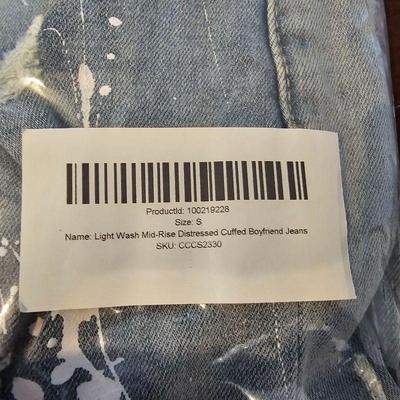 ProductId: 100219228
Size: S
Name: Light Wash Mid-Rise Distressed Cuffed Boyfriend Jeans
SKU: CCCS2330